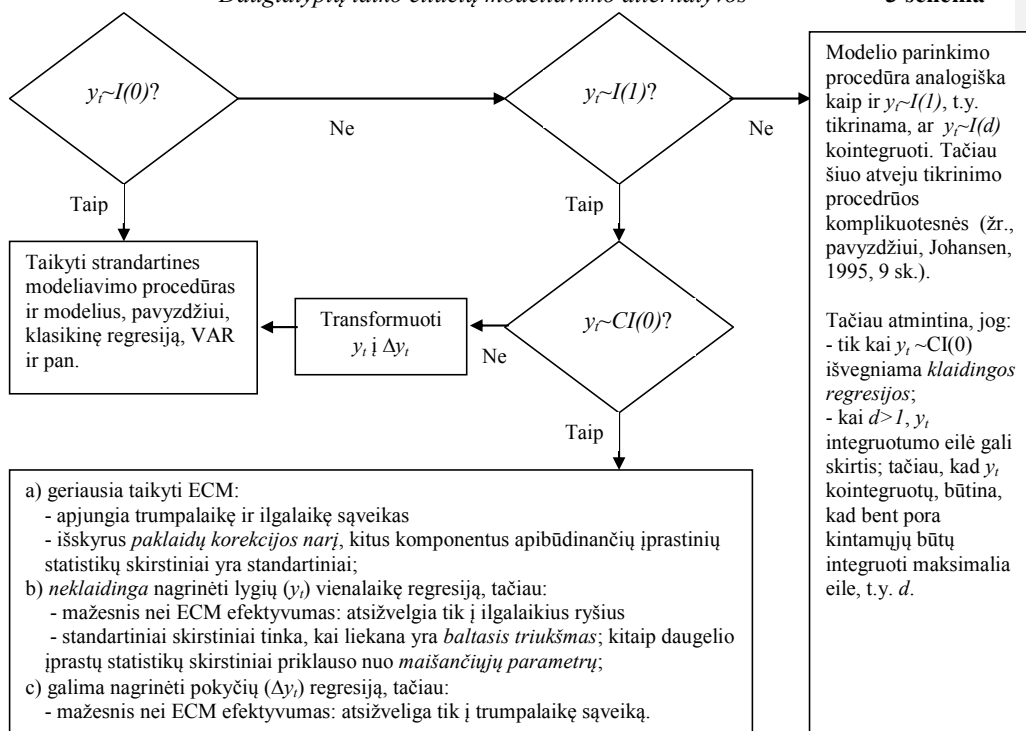 Daugiatypių laiko eilučių modeliavimo alternatyvos
3 schema
yt~I(0)?
Ne
yt~I(1)?
Ne
Taip
Taip
Taikyti strandartines
modeliavimo procedūras
ir modelius, pavyzdžiui,
klasikinę regresiją, VAR
ir pan.
Transformuoti
yt į Δyt
Ne
yt~CI(0)?
Taip
a) geriausia taikyti ECM:
- apjungia trumpalaikę ir ilgalaikę sąveikas
- išskyrus paklaidų korekcijos narį, kitus komponentus apibūdinančių įprastinių
statistikų skirstiniai yra standartiniai;
b) neklaidinga nagrinėti lygių (yt) vienalaikę regresiją, tačiau:
- mažesnis nei ECM efektyvumas: atsižvelgia tik į ilgalaikius ryšius
- standartiniai skirstiniai tinka, kai liekana yra baltasis triukšmas; kitaip daugelio
įprastų statistikų skirstiniai priklauso nuo maišančiųjų parametrų;
c) galima nagrinėti pokyčių (Δyt) regresiją, tačiau:
- mažesnis nei ECM efektyvumas: atsižveliga tik į trumpalaikę sąveiką.
Modelio parinkimo
procedūra analogiška
kaip ir yt~I(1), t.y.
tikrinama, ar yt~I(d)
kointegruoti. Tačiau
šiuo atveju tikrinimo
procedrūos
komplikuotesnės (žr.,
pavyzdžiui, Johansen,
1995, 9 sk.).
Tačiau atmintina, jog:
- tik kai yt ~CI(0)
išvegniama klaidingos
regresijos;
- kai d>1, yt
integruotumo eilė gali
skirtis; tačiau, kad yt
kointegruotų, būtina,
kad bent pora
kintamųjų būtų
integruoti maksimalia
eile, t.y. d.